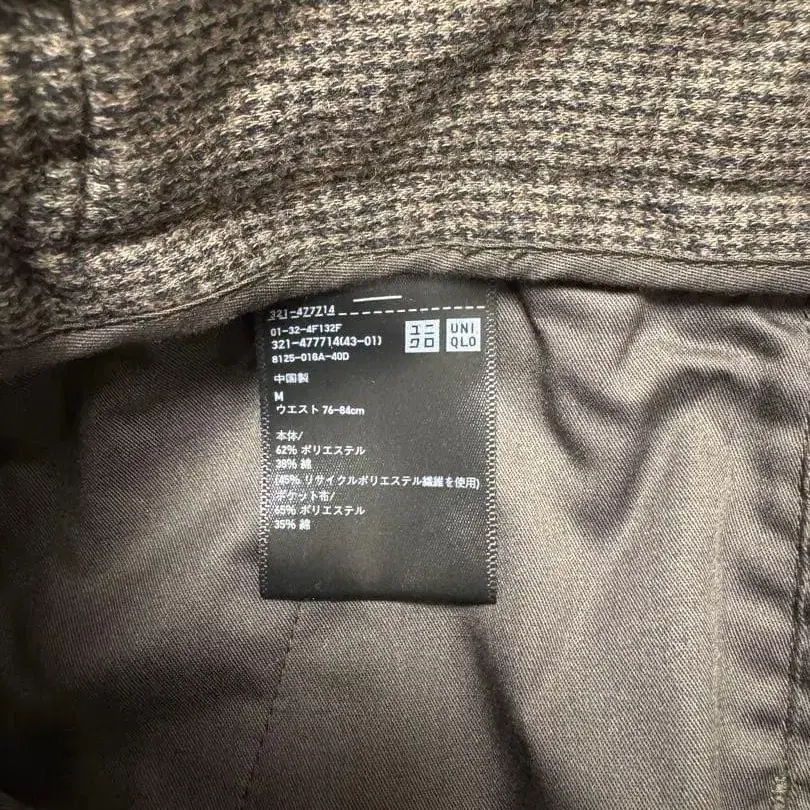 321-477714
01-32-4F132F
321-477714(43-01)
8125-016A-40D
ユニ
クロ
UNI
QLO
中国製
M
ウエスト 76-84cm
本体/
62% ポリエステル
38% 綿
(45% リサイクルポリエステル繊維を使用)
ポケット布/
65% ポリエステル
35% 綿